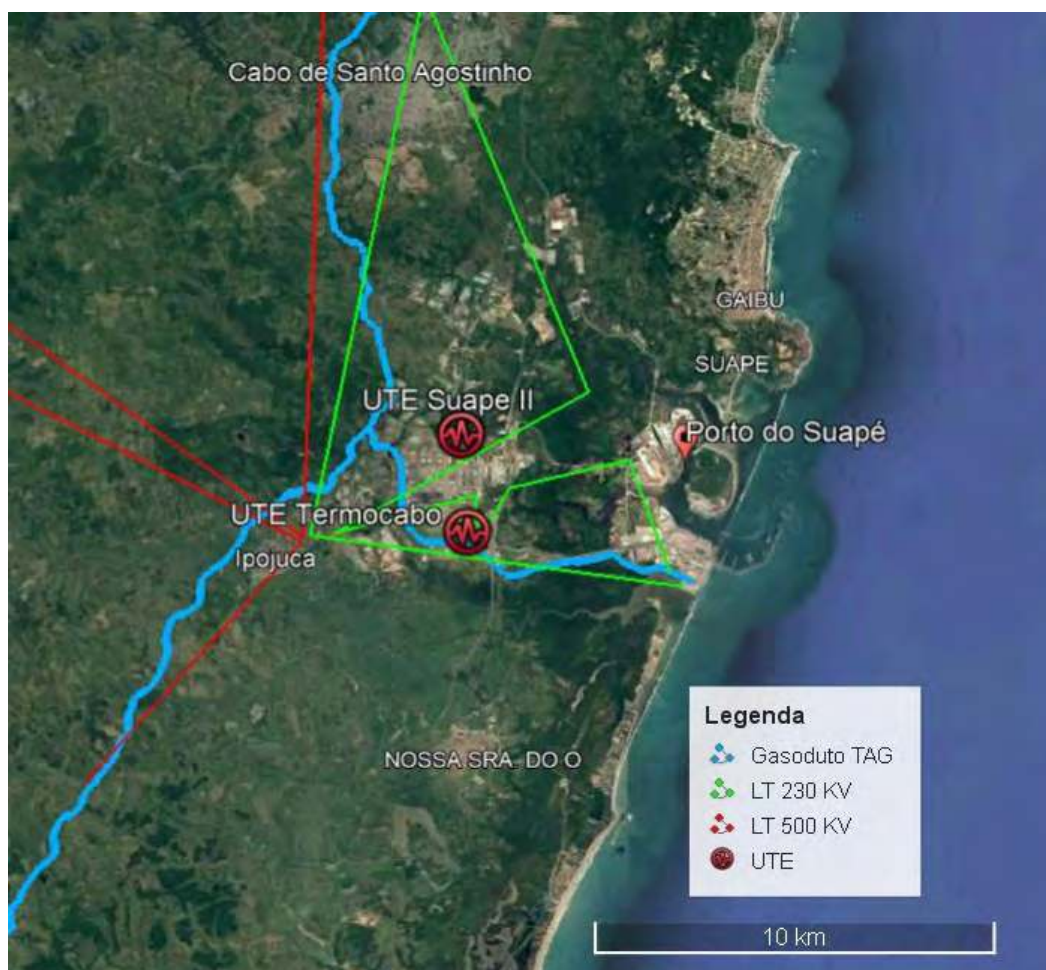 Cabo de Santo Agostinho
GAIBU
SUAPE
UTE Suape II
Porto do Suapé
UTE Termocabo
Ipojuca
NOSSA SRA. DO O
Legenda
Gasoduto TAG
LT 230 KV
LT 500 KV
UTE
10 km